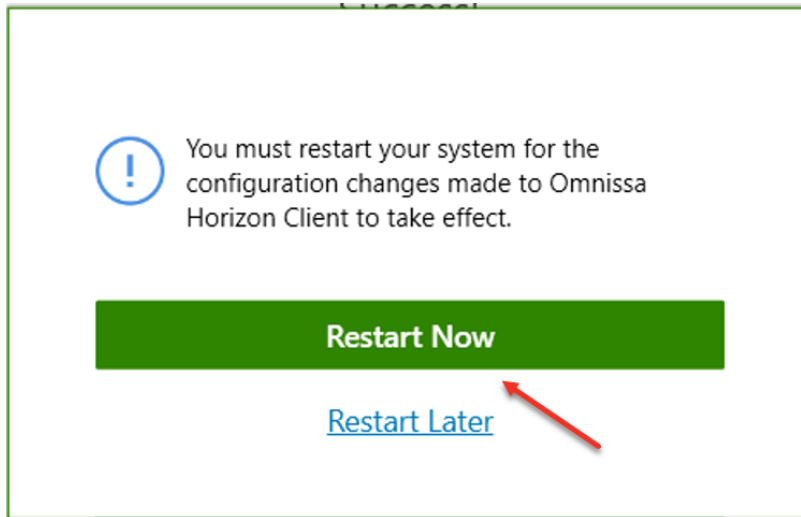 Success!
You must restart your system for the
configuration changes made to Omnissa
Horizon Client to take effect.
Restart Now
Restart Later